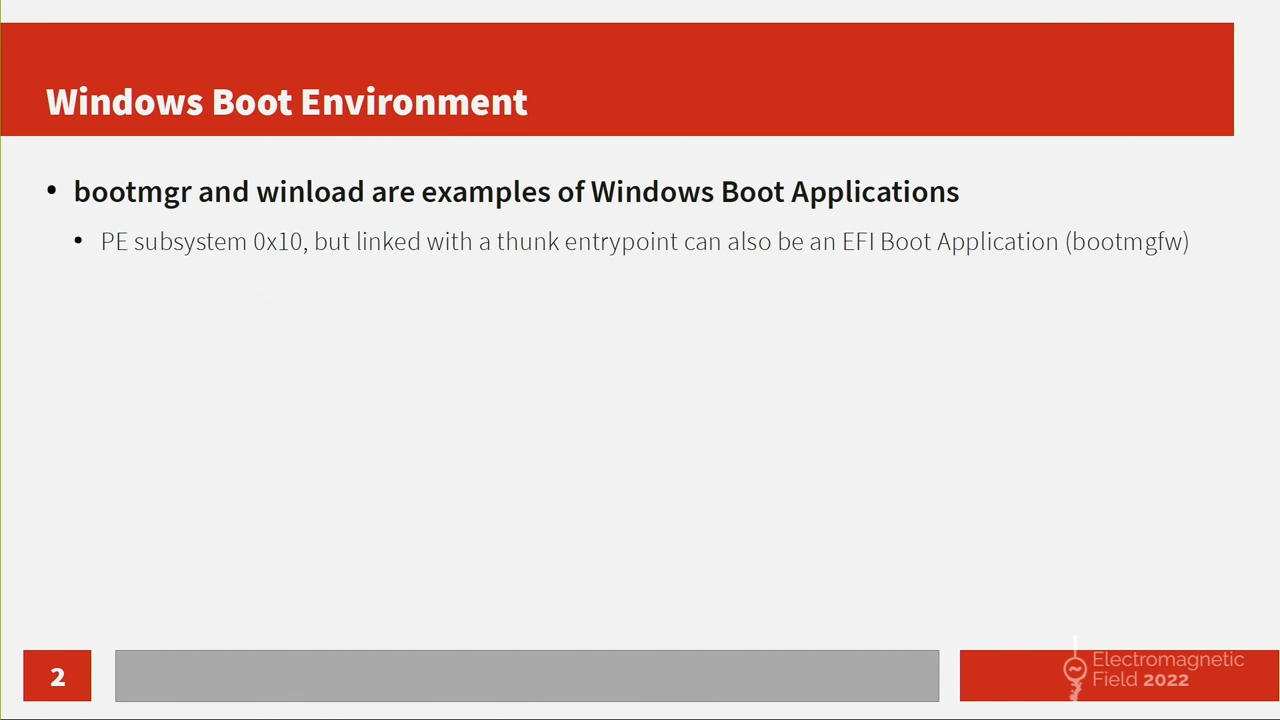 Windows Boot Environment
• bootmgr and winload are examples of Windows Boot Applications
• PE subsystem 0x10, but linked with a thunk entrypoint can also be an EFI Boot Application (bootmgfw)
2
Electromagnetic
Field 2022